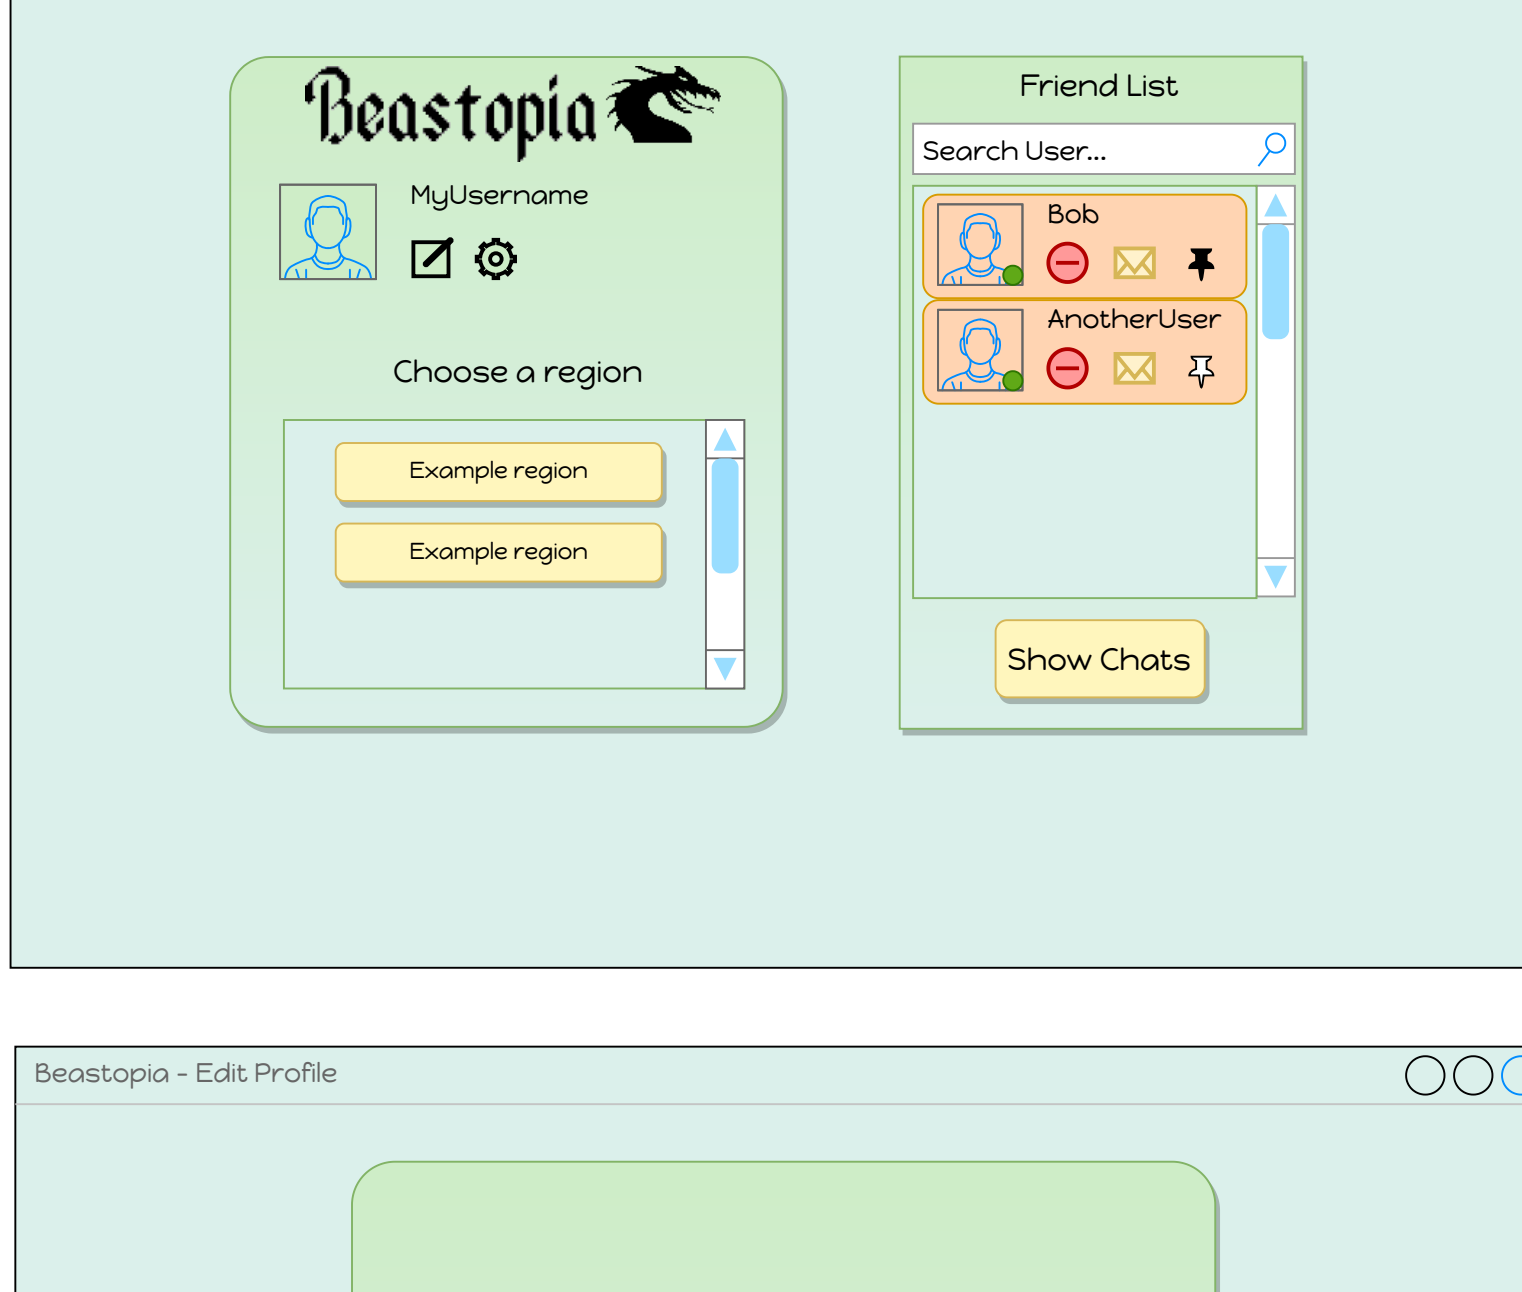 Beastopia
MyUsername
Choose a region
Example region
Example region
Friend List
Search User...
Bob
AnotherUser
Show Chats
Beastopia - Edit Profile